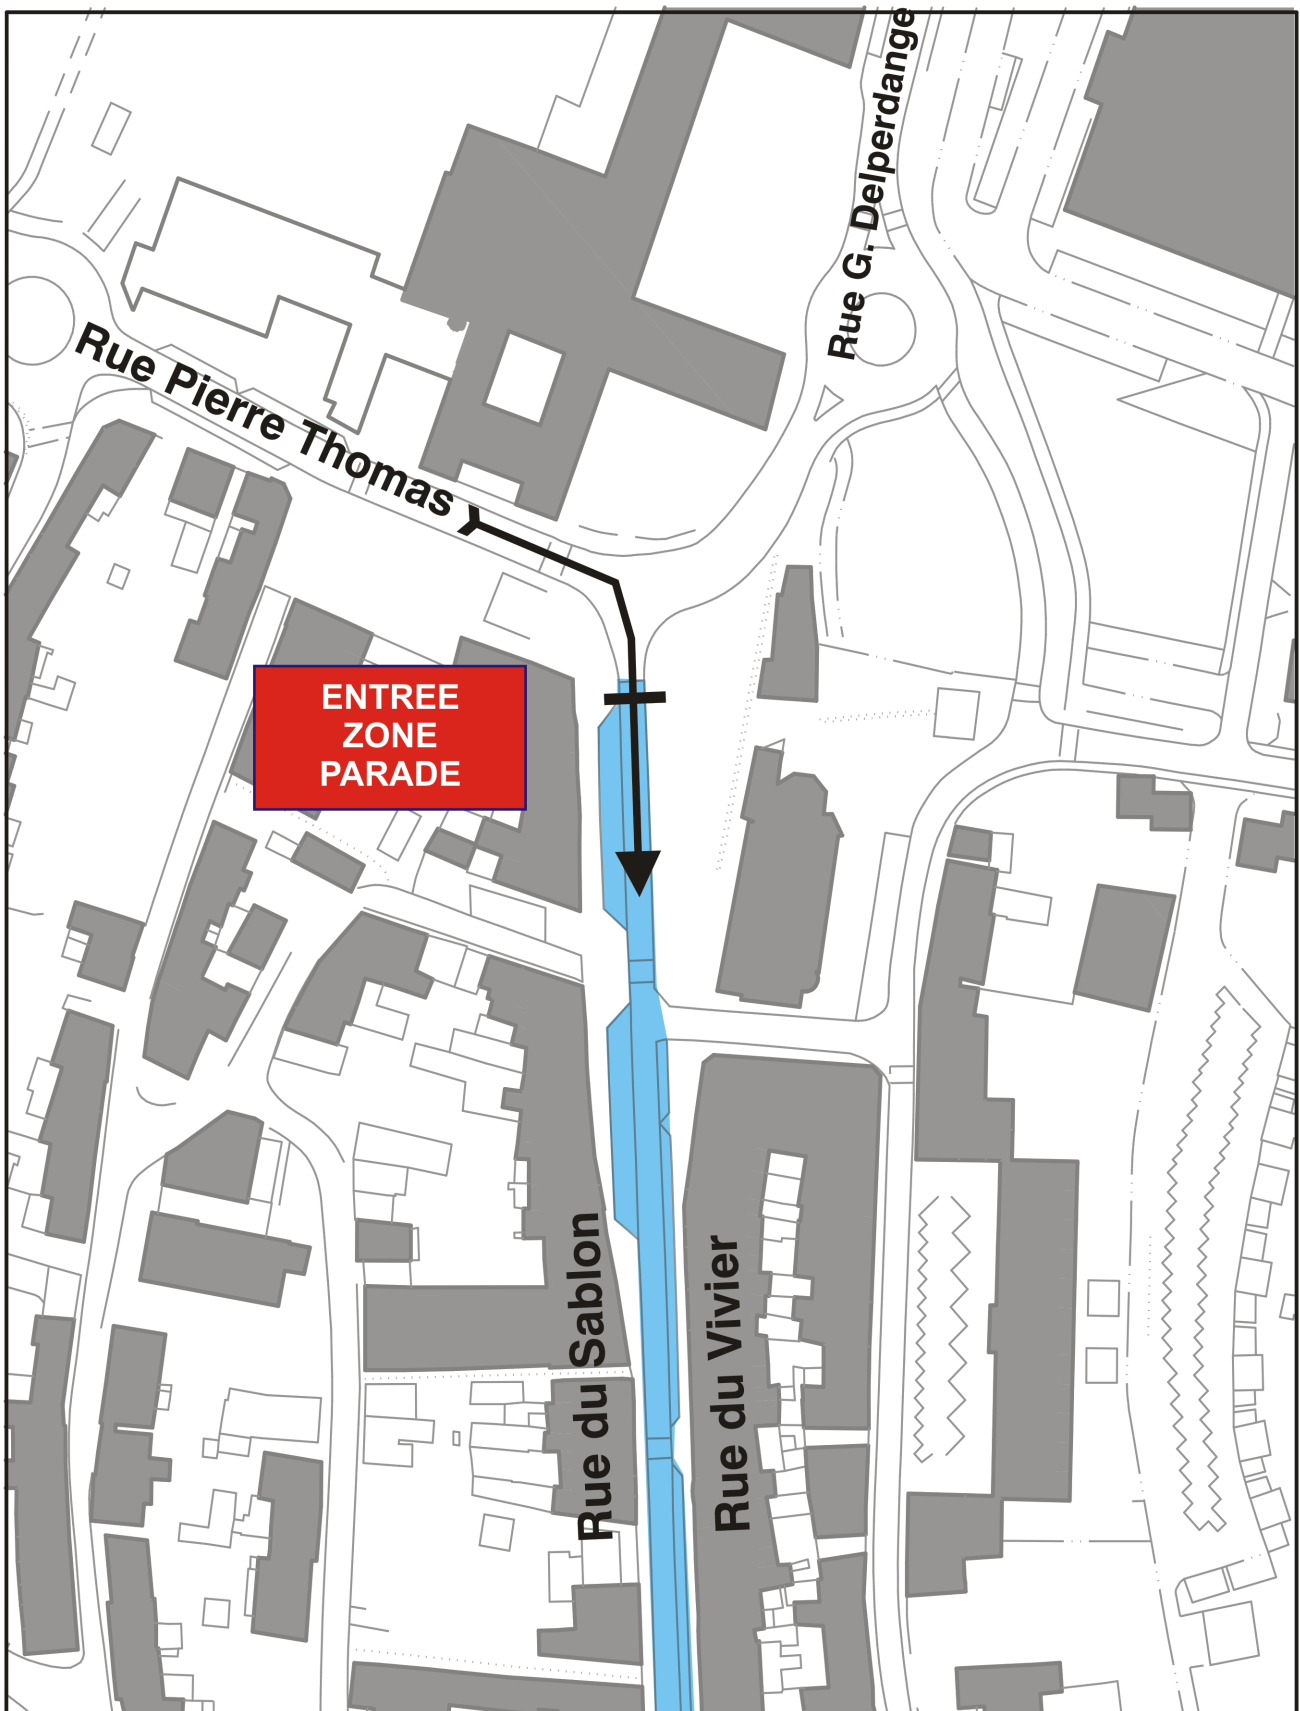 Rue G. Delperdange
Rue Pierre Thomas
ENTREE
ZONE
PARADE
Rue du Sablon
Rue du Vivier